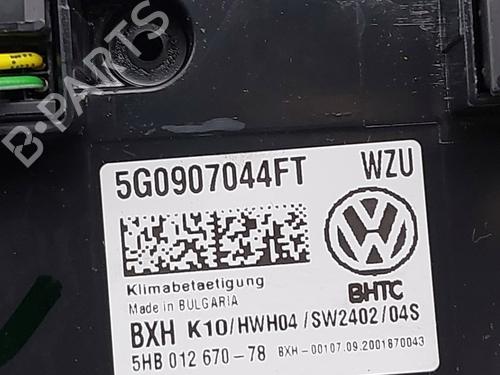 B-PARTS
5G0907044FT WZU
Klimabetaetigung
Made in BULGARIA
BHTC
BXH K10/HWH04/SW2402/04S
5HB 012 670-78 BXH-00107.09.2001670043